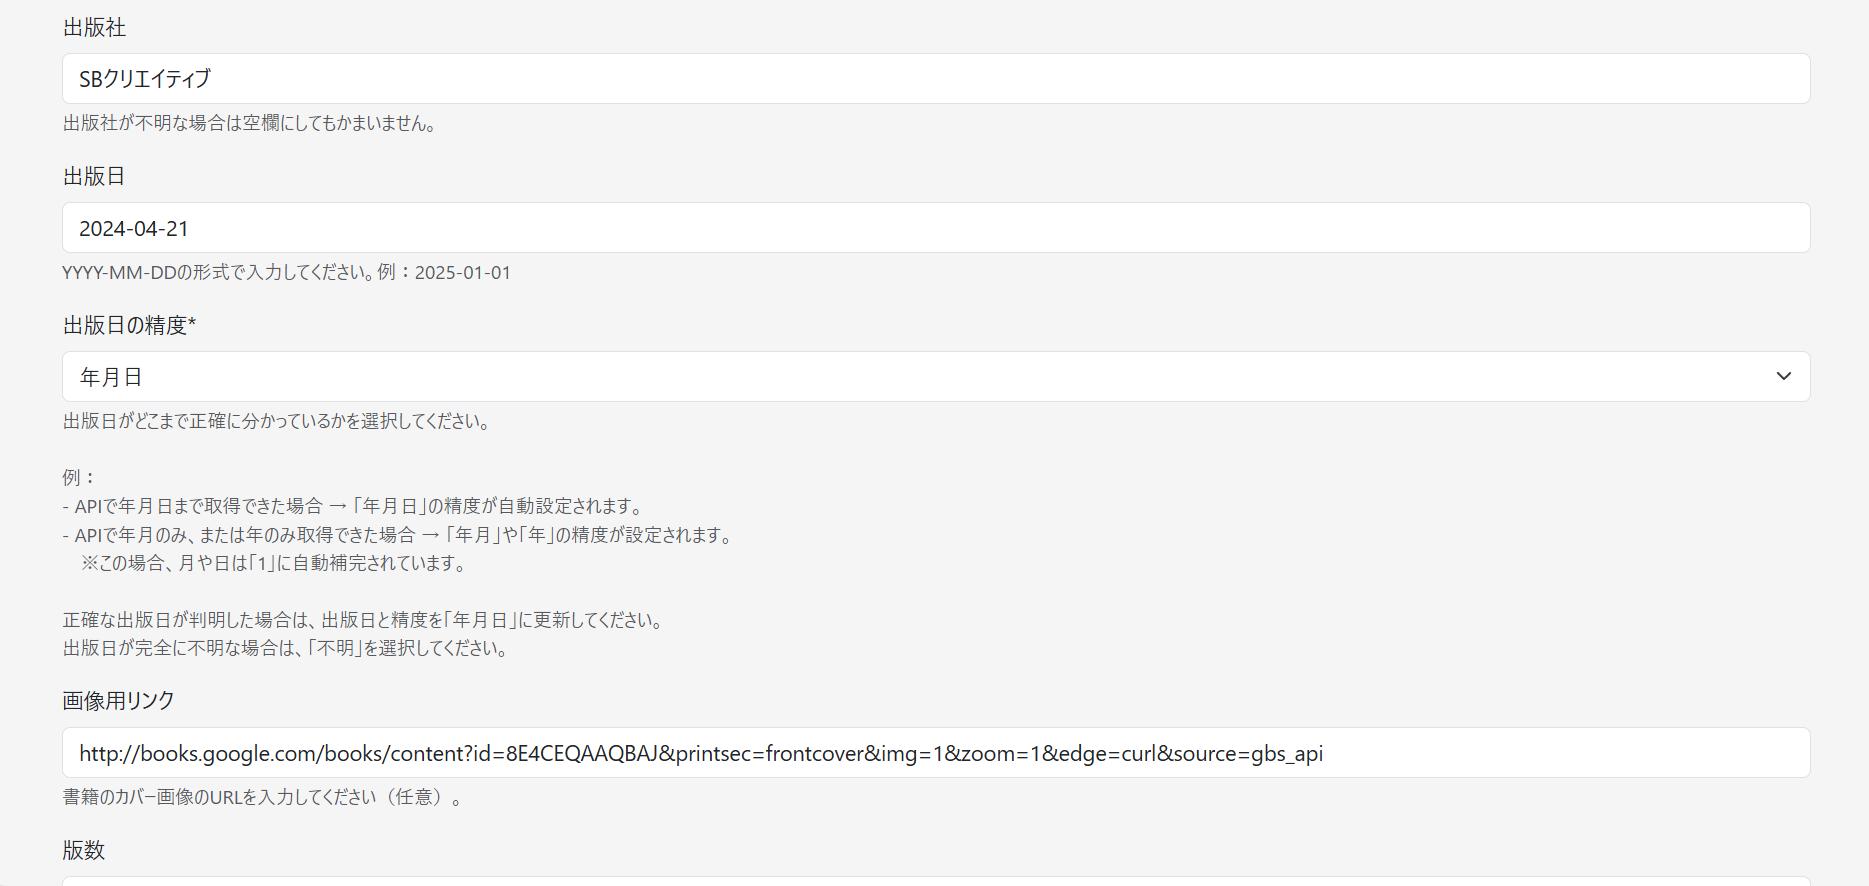 出版社
SBクリエイティブ
出版社が不明な場合は空欄にしてもかまいません。
出版日
2024-04-21
YYYY-MM-DDの形式で入力してください。例：2025-01-01
出版日の精度*
年月日
出版日がどこまで正確に分かっているかを選択してください。
例：
- APIで年月日まで取得できた場合 → 「年月日」の精度が自動設定されます。
- APIで年月のみ、または年のみ取得できた場合 → 「年月」や「年」の精度が設定されます。
※この場合、月や日は「1」に自動補完されています。
正確な出版日が判明した場合は、出版日と精度を「年月日」に更新してください。
出版日が完全に不明な場合は、「不明」を選択してください。
画像用リンク
http://books.google.com/books/content?id=8E4CEQAAQBAJ&printsec=frontcover&img=1&zoom=1&edge=curl&source=gbs_api
書籍のカバー画像のURLを入力してください（任意）。
版数